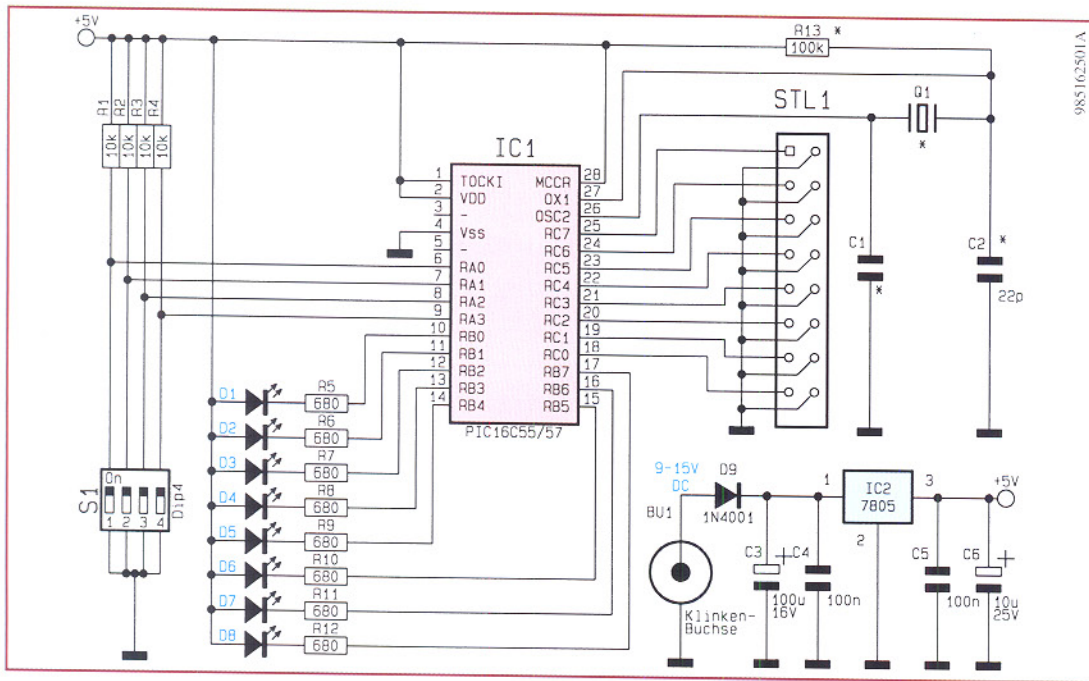 +5V
R13 *
100k
985162501A
R1
R2
R3
R4
10k
10k
10k
10k
STL1
Q1
*
IC1
1 TOCKI MCCR 28
2 VDD OX1 27
3 - OSC2 26
4 Vss RC7 25
5 - RC6 24
6 RA0 RC5 23
7 RA1 RC4 22
8 RA2 RC3 21
9 RA3 RC2 20
10 RB0 RC1 19
11 RB1 RC0 18
12 RB2 RB7 17
13 RB3 RB6 16
14 RB4 RB5 15
PIC16C55/57
C1
*
C2 *
22p
D1 R5
680
D2 R6
680
D3 R7
680
D4 R8
680
D5 R9
680
D6 R10
680
D7 R11
680
D8 R12
680
S1
On
1 2 3 4
Dip4
9-15V
DC
BU1
D9
1N4001
Klinken-
Buchse
C3 +
100u
16V
C4
100n
1 IC2 3
7805
2
+5V
C5
100n
C6 +
10u
25V